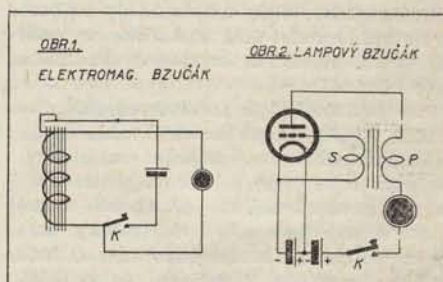 OBR.1.
ELEKTROMAG. BZUČÁK
K
OBR.2. LAMPOVÝ BZUČÁK
S
P
K
- + - +